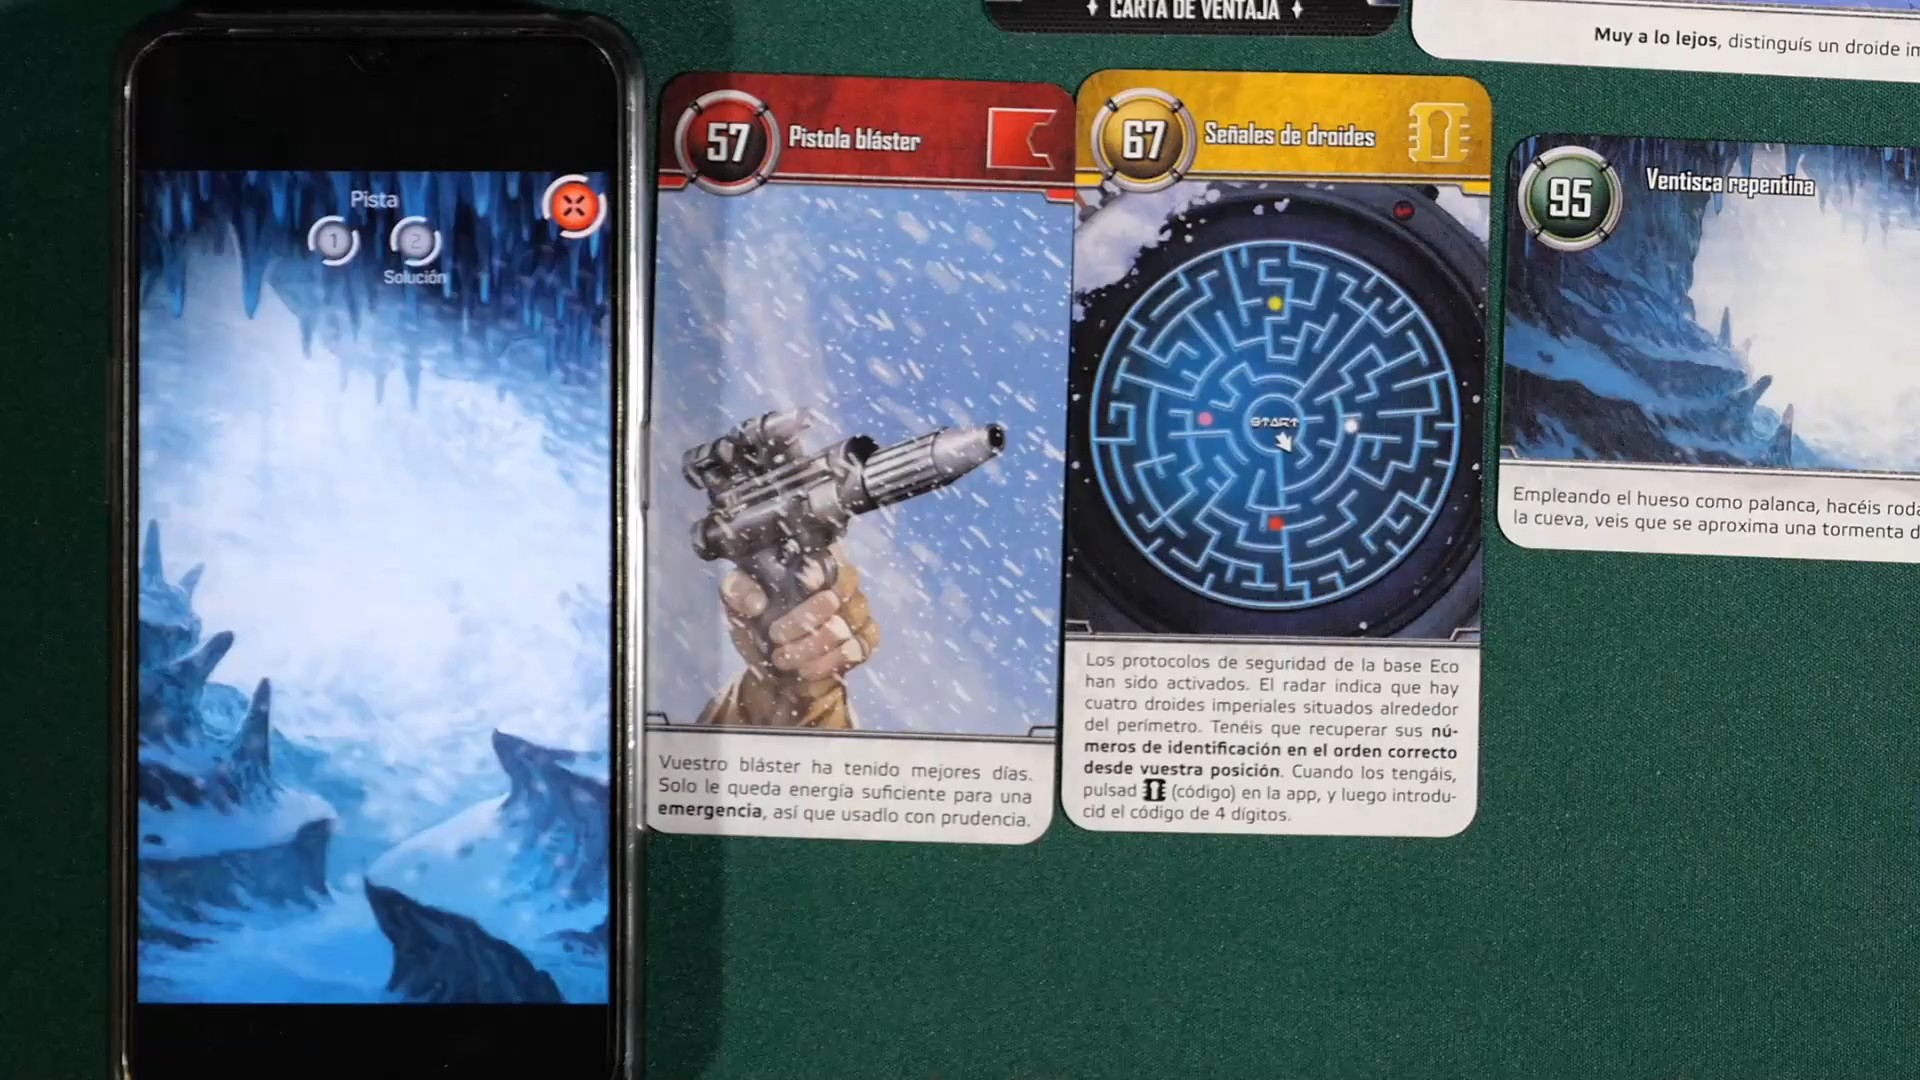 CARTA DE VENTAJA
Muy a lo lejos, distinguís un droide im
Pista
1
2
Solución
57
Pistola bláster
Vuestro bláster ha tenido mejores días.
Solo le queda energía suficiente para una
emergencia, así que usadlo con prudencia.
67
Señales de droides
START
Los protocolos de seguridad de la base Eco
han sido activados. El radar indica que hay
cuatro droides imperiales situados alrededor
del perímetro. Tenéis que recuperar sus nú-
meros de identificación en el orden correcto
desde vuestra posición. Cuando los tengáis,
pulsad (código) en la app, y luego introdu-
cid el código de 4 dígitos.
95
Ventisca repentina
Empleando el hueso como palanca, hacéis roda
la cueva, veis que se aproxima una tormenta d